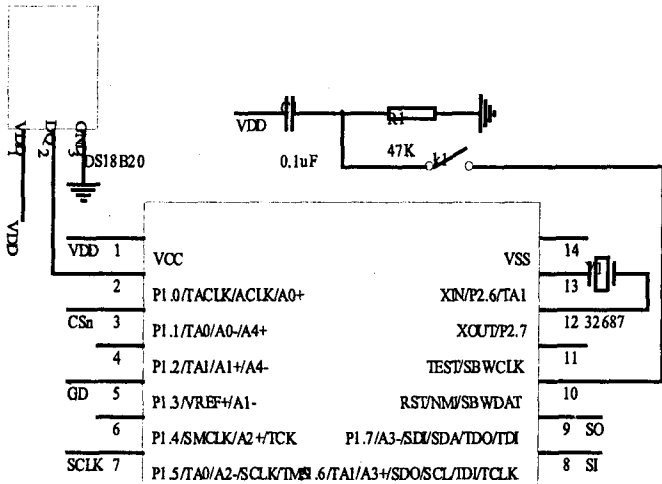 VDD 1
DQ 2
GND 3
DS18B20
VDD
VDD
0.1uF
R1
47K
k1
VDD 1 VCC VSS 14
2 P1.0/TACLK/ACLK/A0+ XIN/P2.6/TA1 13
CSn 3 P1.1/TA0/A0-/A4+ XOUT/P2.7 12 32687
4 P1.2/TA1/A1+/A4- TEST/SBWCLK 11
GD 5 P1.3/VREF+/A1- RST/NMI/SBWDAT 10
6 P1.4/SMCLK/A2+/TCK P1.7/A3-/SDI/SDA/TDO/TDI 9 SO
SCLK 7 P1.5/TA0/A2-/SCLK/TMS .6/TA1/A3+/SDO/SCL/TDI/TCLK 8 SI